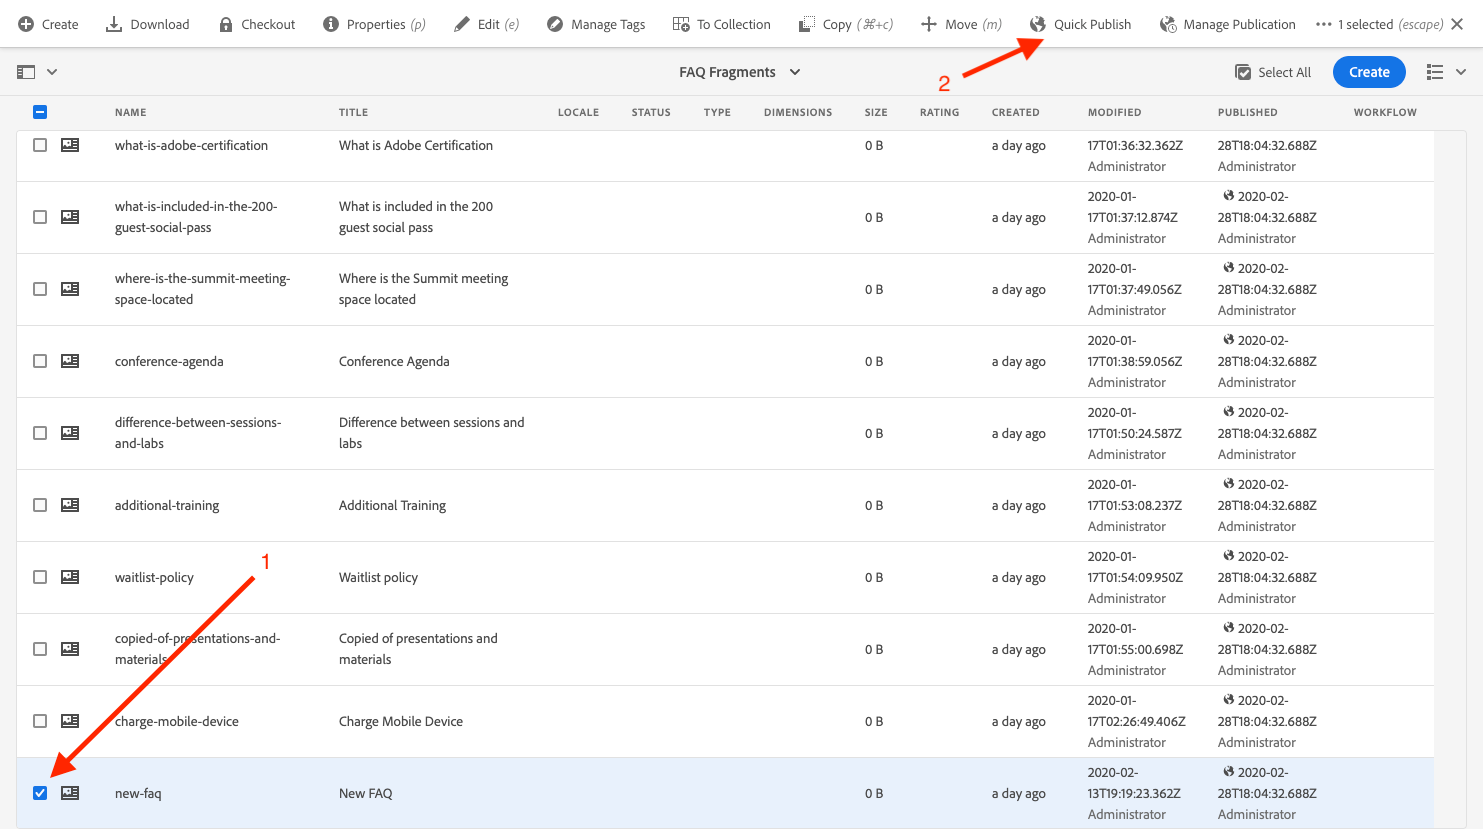 Create Download Checkout Properties (p) Edit (e) Manage Tags To Collection Copy (⌘+c) Move (m) Quick Publish Manage Publication 1 selected (escape)
2
FAQ Fragments Select All Create
NAME TITLE LOCALE STATUS TYPE DIMENSIONS SIZE RATING CREATED MODIFIED PUBLISHED WORKFLOW
what-is-adobe-certification What is Adobe Certification 0 B a day ago 17T01:36:32.362Z 28T18:04:32.688Z
Administrator Administrator
2020-01- 2020-02-
what-is-included-in-the-200- What is included in the 200
guest-social-pass guest social pass 0 B a day ago 17T01:37:12.874Z 28T18:04:32.688Z
Administrator Administrator
2020-01- 2020-02-
where-is-the-summit-meeting- Where is the Summit meeting
space-located space located 0 B a day ago 17T01:37:49.056Z 28T18:04:32.688Z
Administrator Administrator
2020-01- 2020-02-
conference-agenda Conference Agenda 0 B a day ago 17T01:38:59.056Z 28T18:04:32.688Z
Administrator Administrator
2020-01- 2020-02-
difference-between-sessions- Difference between sessions and
and-labs labs 0 B a day ago 17T01:50:24.587Z 28T18:04:32.688Z
Administrator Administrator
2020-01- 2020-02-
additional-training Additional Training 0 B a day ago 17T01:53:08.237Z 28T18:04:32.688Z
Administrator Administrator
1
2020-01- 2020-02-
waitlist-policy Waitlist policy 0 B a day ago 17T01:54:09.950Z 28T18:04:32.688Z
Administrator Administrator
2020-01- 2020-02-
copied-of-presentations-and- Copied of presentations and
materials materials 0 B a day ago 17T01:55:00.698Z 28T18:04:32.688Z
Administrator Administrator
2020-01- 2020-02-
charge-mobile-device Charge Mobile Device 0 B a day ago 17T02:26:49.406Z 28T18:04:32.688Z
Administrator Administrator
2020-02- 2020-02-
new-faq New FAQ 0 B a day ago 13T19:19:23.362Z 28T18:04:32.688Z
Administrator Administrator